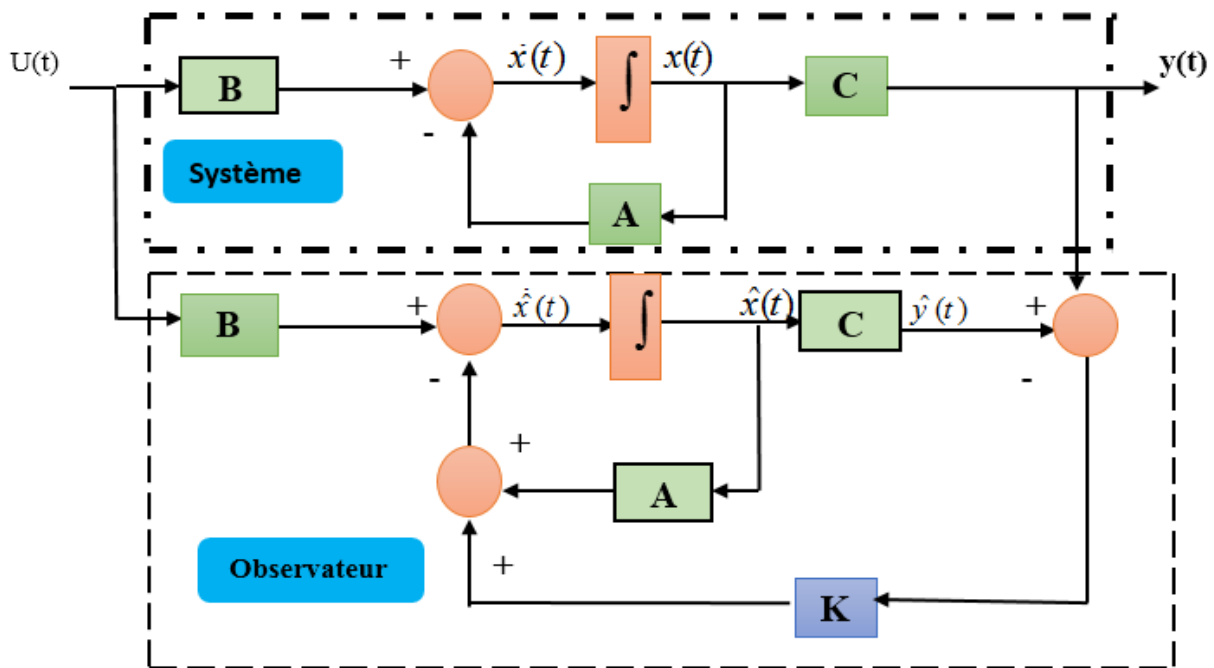 U(t)
B
+
-
ẋ(t)
∫
x(t)
C
y(t)
Système
A
B
+
-
x̂̇(t)
∫
x̂(t)
C
ŷ(t)
+
-
+
A
Observateur
+
K